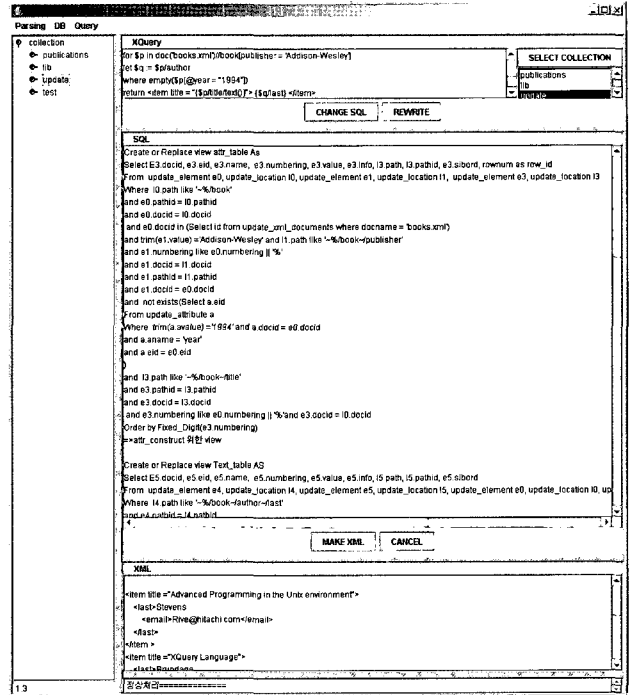 Parsing DB Query
collection
publications
lib
update
test
XQuery
for $p in doc('books.xml')//book[publisher = 'Addison-Wesley']
let $q := $p/author
where empty($p[@year = "1994"])
return <item title = "{$p/title/text()}"> {$q/last} </item>
SELECT COLLECTION
publications
lib
update
CHANGE SQL
REWRITE
SQL
Create or Replace view attr_table As
Select E3.docid, e3.eid, e3.name, e3.numbering, e3.value, e3.info, l3.path, l3.pathid, e3.sibord, rownum as row_id
From update_element e0, update_location l0, update_element e1, update_location l1, update_element e3, update_location l3
Where l0.path like '~%/book'
and e0.pathid = l0.pathid
and e0.docid = l0.docid
and e0.docid in (Select id from update_xml_documents where docname = 'books.xml')
and trim(e1.value) ='Addison-Wesley' and l1.path like '~%/book~/publisher'
and e1.numbering like e0.numbering || '%'
and e1.docid = l1.docid
and e1.pathid = l1.pathid
and e1.docid = e0.docid
and not exists(Select a.eid
From update_attribute a
Where trim(a.avalue) ='1994' and a.docid = e0.docid
and a.aname = 'year'
and a.eid = e0.eid
)
and l3.path like '~%/book~/title'
and e3.pathid = l3.pathid
and e3.docid = l3.docid
and e3.numbering like e0.numbering || '%'and e3.docid = l0.docid
Order by Fixed_Digit(e3.numbering)
=>attr_construct 위한 view
Create or Replace view Text_table AS
Select E5.docid, e5.eid, e5.name, e5.numbering, e5.value, e5.info, l5.path, l5.pathid, e5.sibord
From update_element e4, update_location l4, update_element e5, update_location l5, update_element e0, update_location l0, up
Where l4.path like '~%/book~/author~/last'
and e4.pathid = l4.pathid
MAKE XML
CANCEL
XML
<item title ="Advanced Programming in the Unix environment">
<last>Stevens
<email>Rive@hitachi.com</email>
</last>
</item >
<item title ="XQuery Language">
<last>Brundage
1.3
정상처리==============